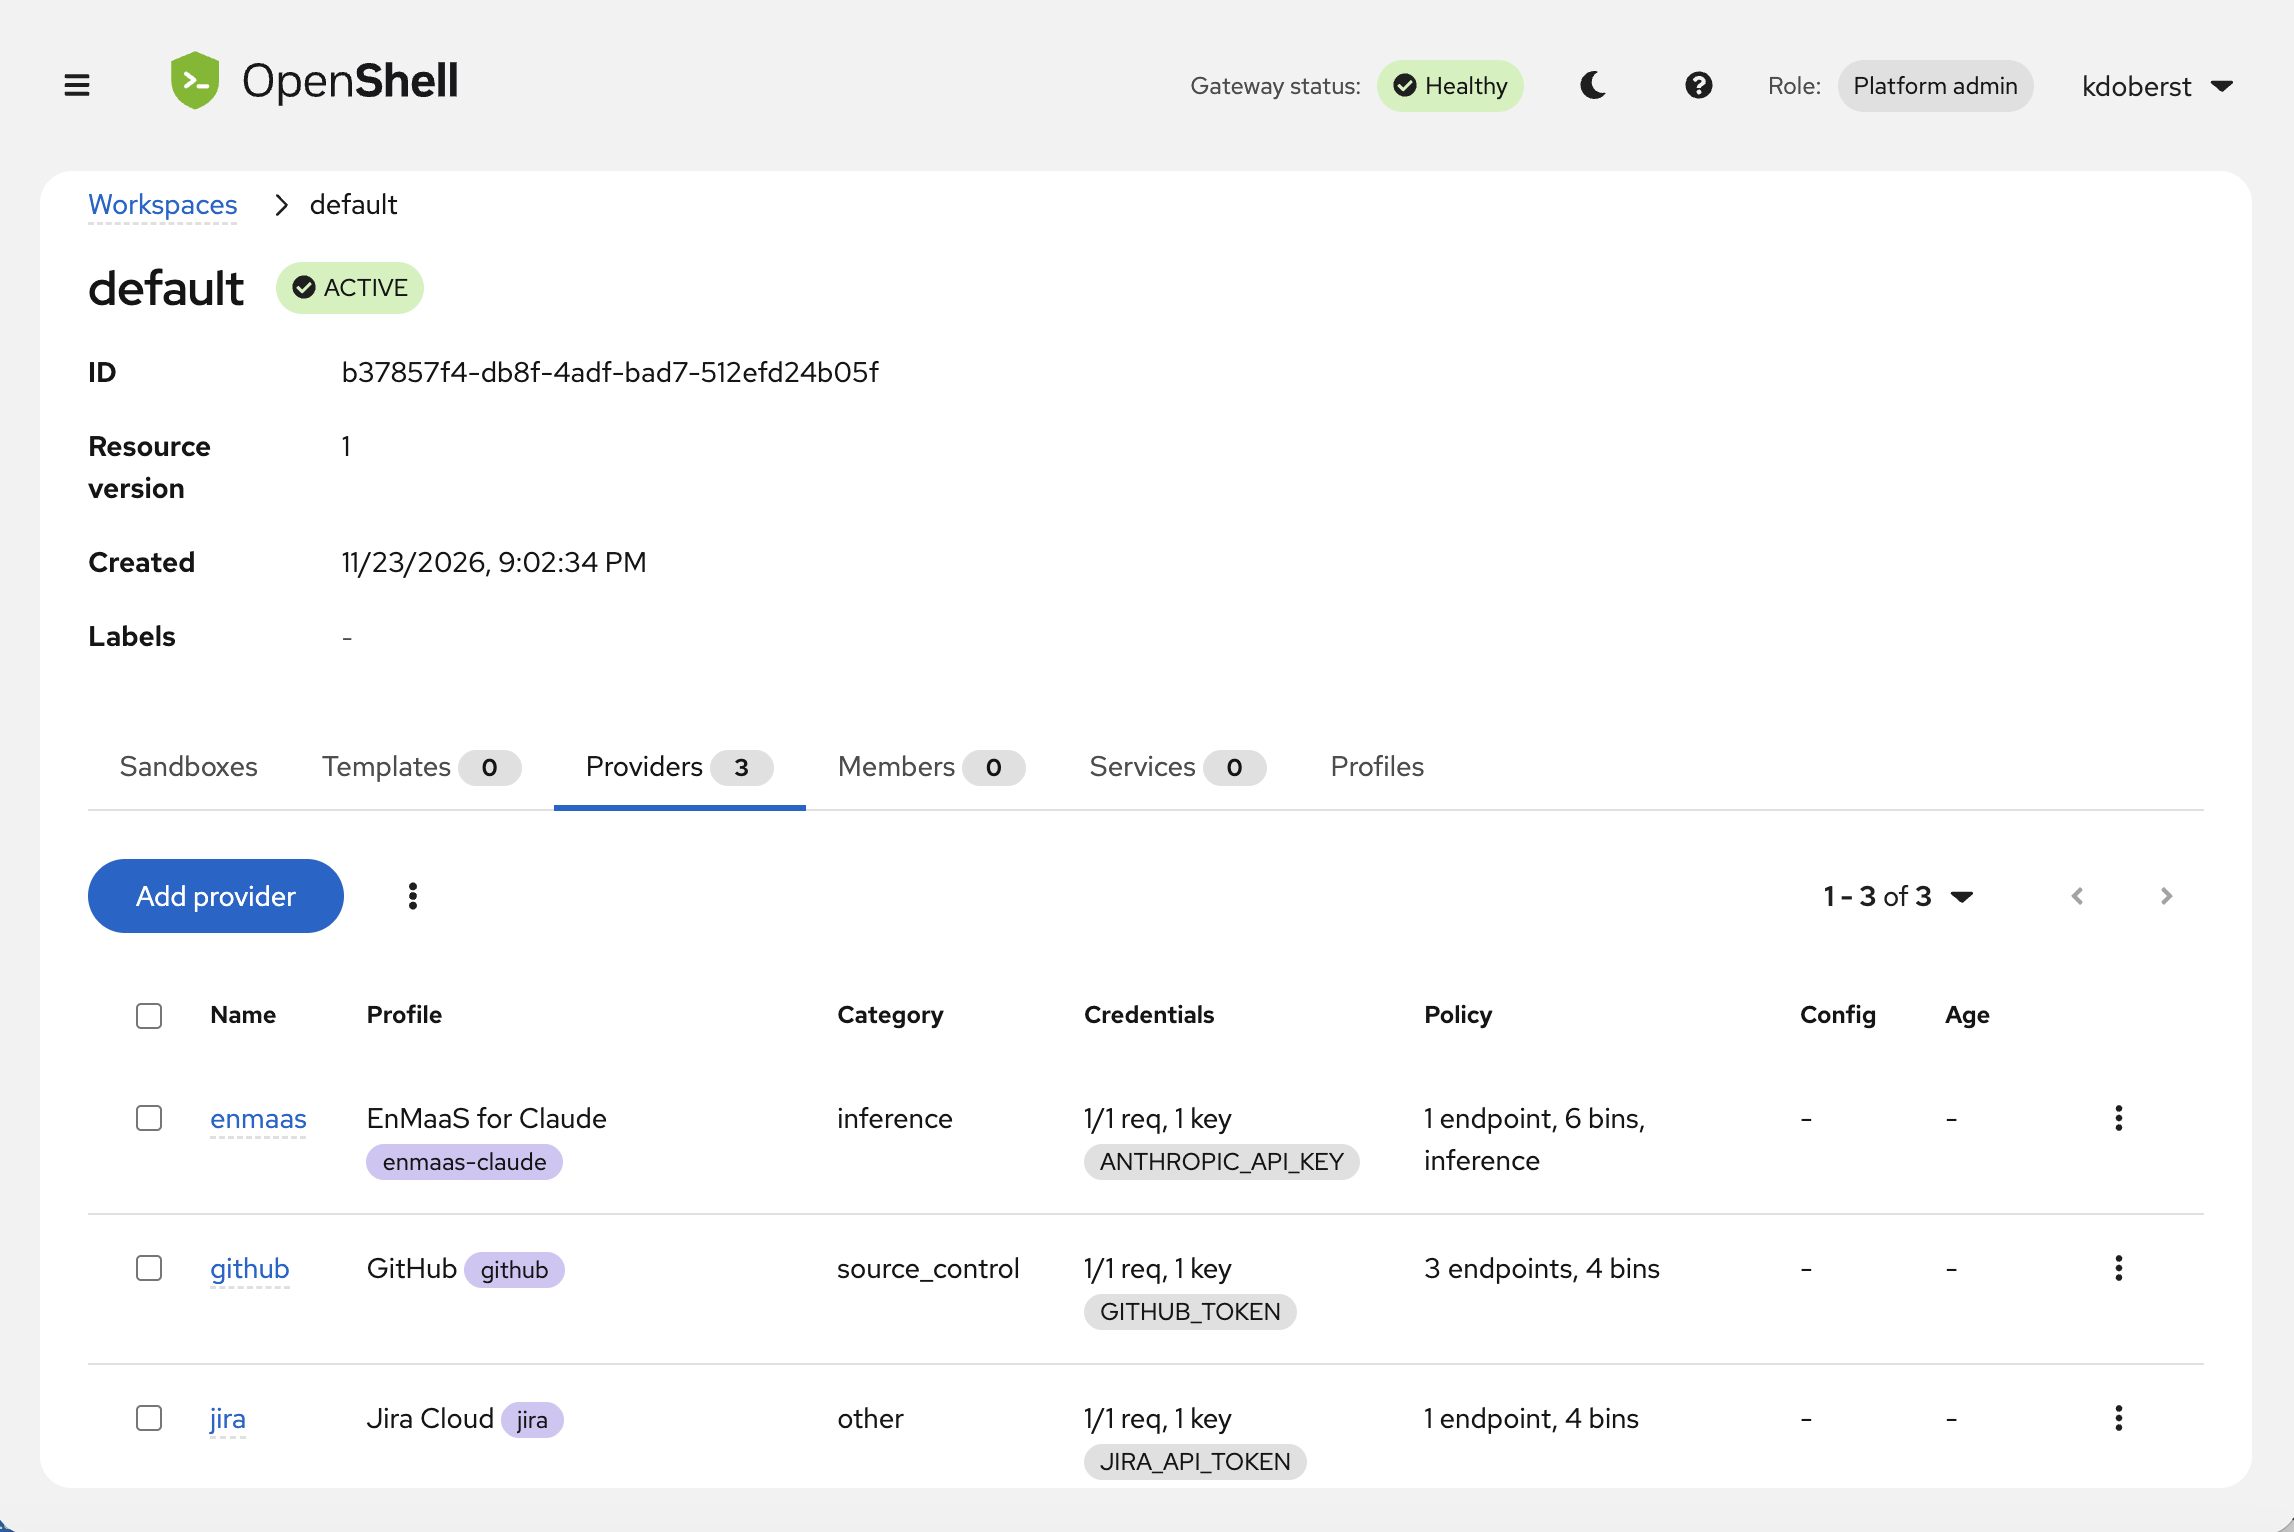 OpenShell
Gateway status: Healthy Role: Platform admin kdoberst
Workspaces > default
default ACTIVE
ID b37857f4-db8f-4adf-bad7-512efd24b05f
Resource version 1
Created 11/23/2026, 9:02:34 PM
Labels -
Sandboxes Templates 0 Providers 3 Members 0 Services 0 Profiles
Add provider 1 - 3 of 3
Name Profile Category Credentials Policy Config Age
enmaas EnMaaS for Claude inference 1/1 req, 1 key 1 endpoint, 6 bins, - -
enmaas-claude ANTHROPIC_API_KEY inference
github GitHub github source_control 1/1 req, 1 key 3 endpoints, 4 bins - -
GITHUB_TOKEN
jira Jira Cloud jira other 1/1 req, 1 key 1 endpoint, 4 bins - -
JIRA_API_TOKEN